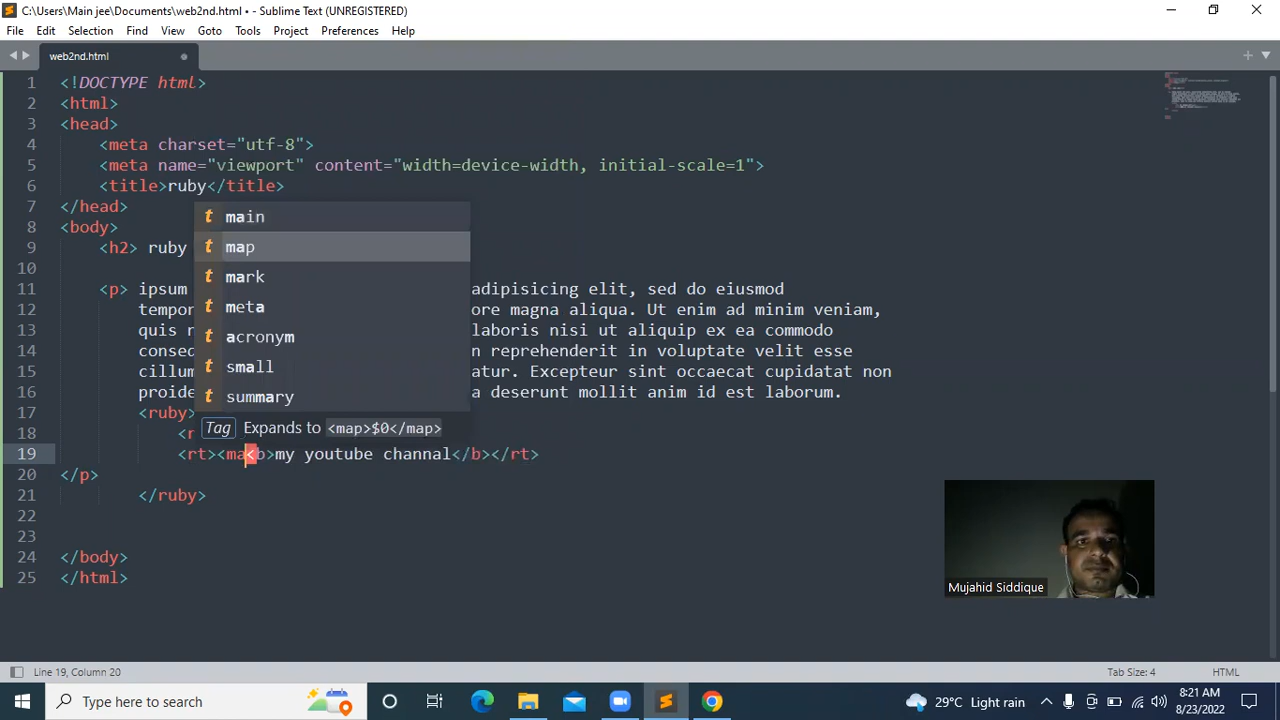 C:\Users\Main jee\Documents\web2nd.html • - Sublime Text (UNREGISTERED)
File Edit Selection Find View Goto Tools Project Preferences Help
web2nd.html
1 <!DOCTYPE html>
2 <html>
3 <head>
4 <meta charset="utf-8">
5 <meta name="viewport" content="width=device-width, initial-scale=1">
6 <title>ruby</title>
7 </head>
8 <body>
9 <h2> ruby
10
11 <p> ipsum adipisicing elit, sed do eiusmod
12 tempor ore magna aliqua. Ut enim ad minim veniam,
13 quis n laboris nisi ut aliquip ex ea commodo
14 consec n reprehenderit in voluptate velit esse
15 cillum atur. Excepteur sint occaecat cupidatat non
16 proide a deserunt mollit anim id est laborum.
17 <ruby>
18 <r
19 <rt><ma<b>my youtube channal</b></rt>
20 </p>
21 </ruby>
22
23
24 </body>
25 </html>
t main
t map
t mark
t meta
t acronym
t small
t summary
Tag Expands to <map>$0</map>
Mujahid Siddique
Line 19, Column 20
Tab Size: 4 HTML
Type here to search
29°C Light rain
8:21 AM
8/23/2022